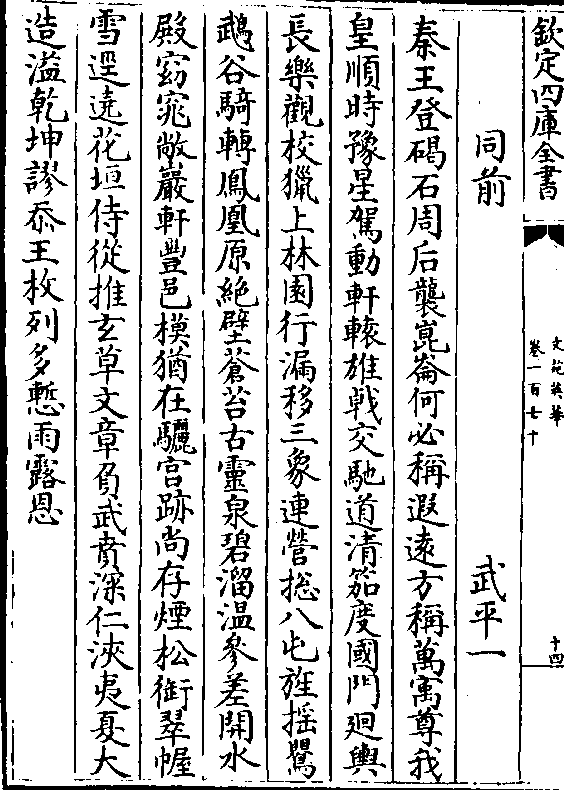 欽定四庫全書
文苑英華
卷一百七十
十四
同前
武平一
秦王登碣石周后襲崑崙何必稱遐遠方稱萬寓尊我
皇順時豫星駕動軒轅雄戟交馳道清笳度國門廻輿
長樂觀校獵上林園行漏移三象連營揔八屯旌摇鸎
鵡谷騎轉鳳凰原絶壁蒼苔古靈泉碧溜温參差開水
殿窈窕敞巖軒豐邑模猶在驪宫跡尚存煙松銜翠幄
雪逕遶花垣侍從推玄草文章負武賁深仁浹夷夏大
造溢乾坤謬忝王枚列多慙雨露恩